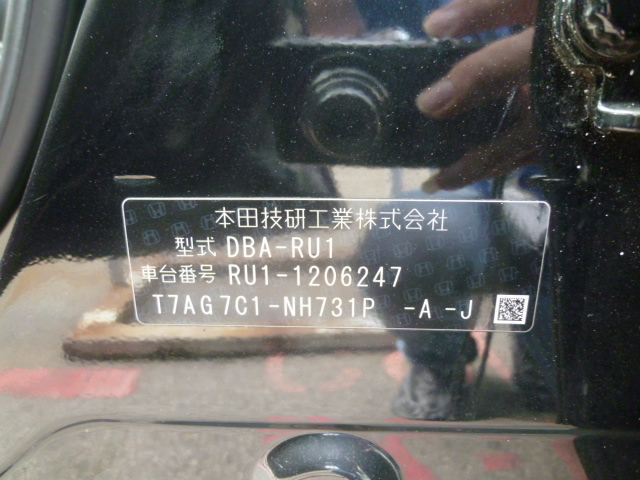 本田技研工業株式会社
型式 DBA-RU1
車台番号 RU1-1206247
T7AG7C1-NH731P -A -J